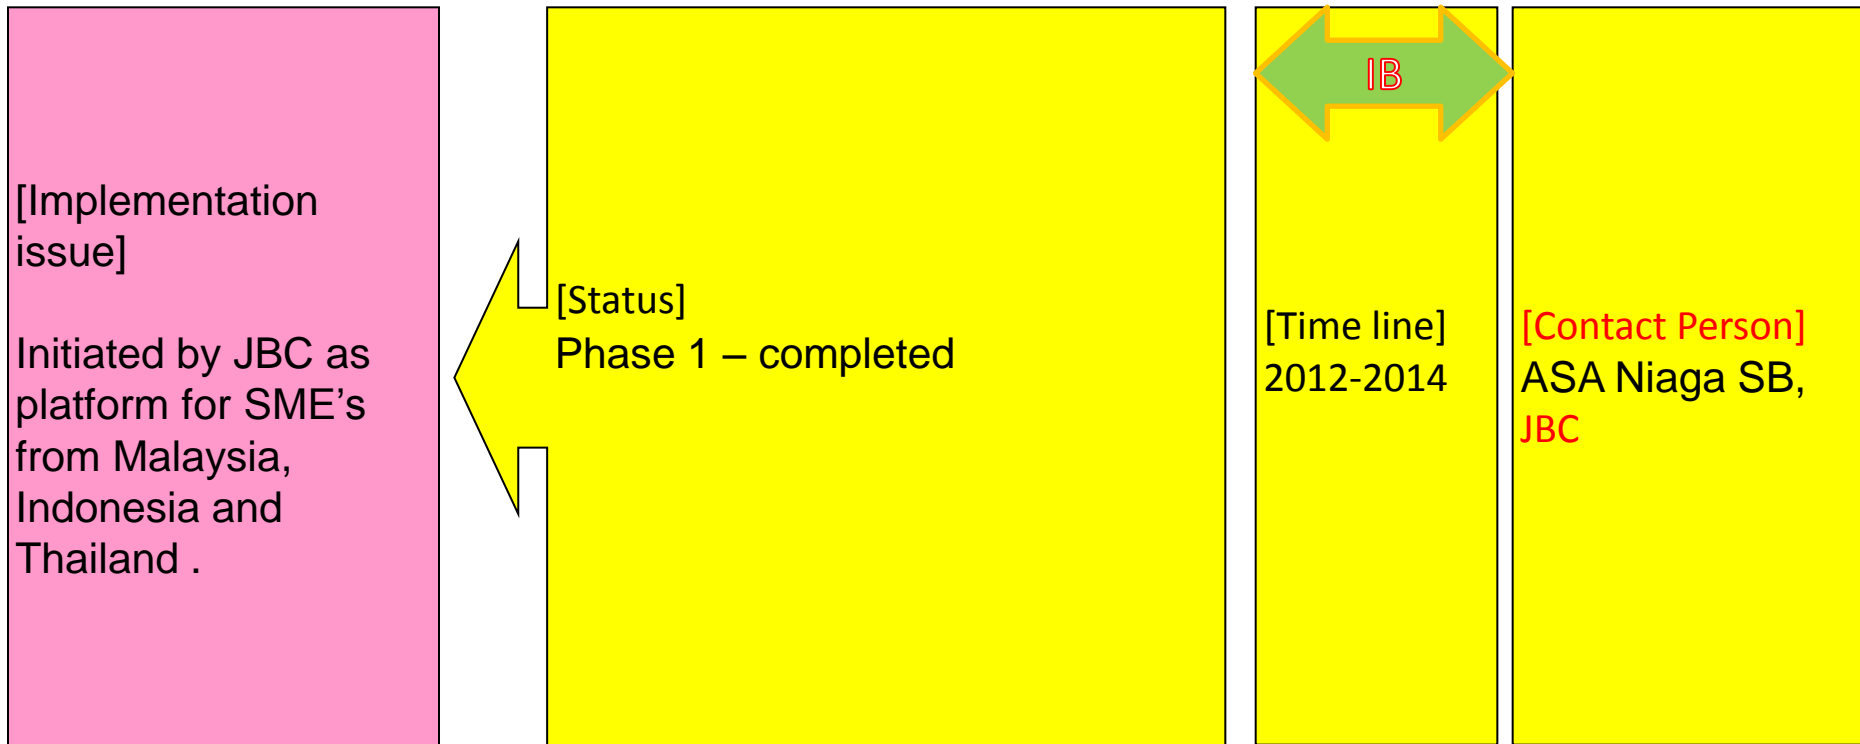 [Implementation
issue]
Initiated by JBC as
platform for SME’s
from Malaysia,
Indonesia and
Thailand .
[Status]
Phase 1 – completed
IB
[Time line]
2012-2014
[Contact Person]
ASA Niaga SB,
JBC